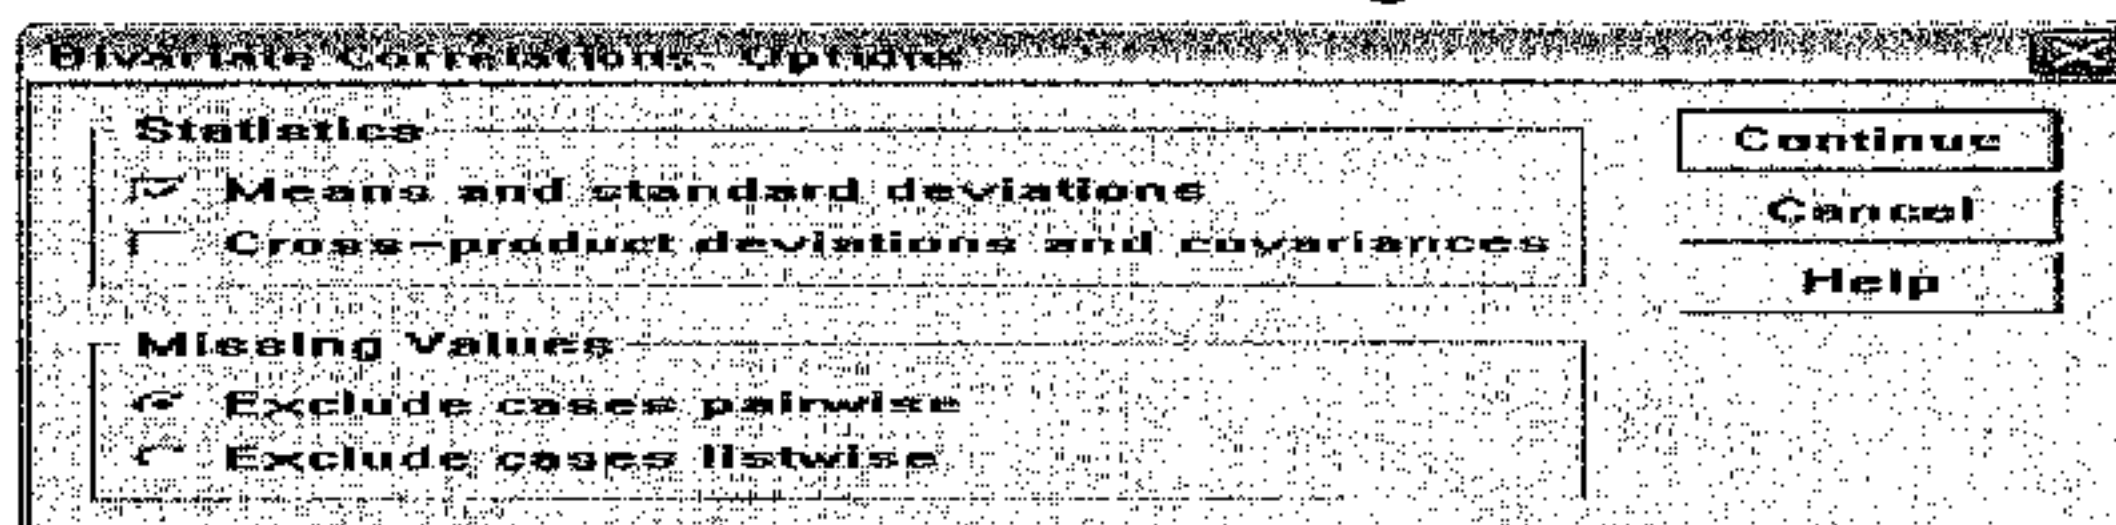 Bivariate Correlations: Options
Statistics
Means and standard deviations
Cross-product deviations and covariances
Missing Values
Exclude cases pairwise
Exclude cases listwise
Continue
Cancel
Help